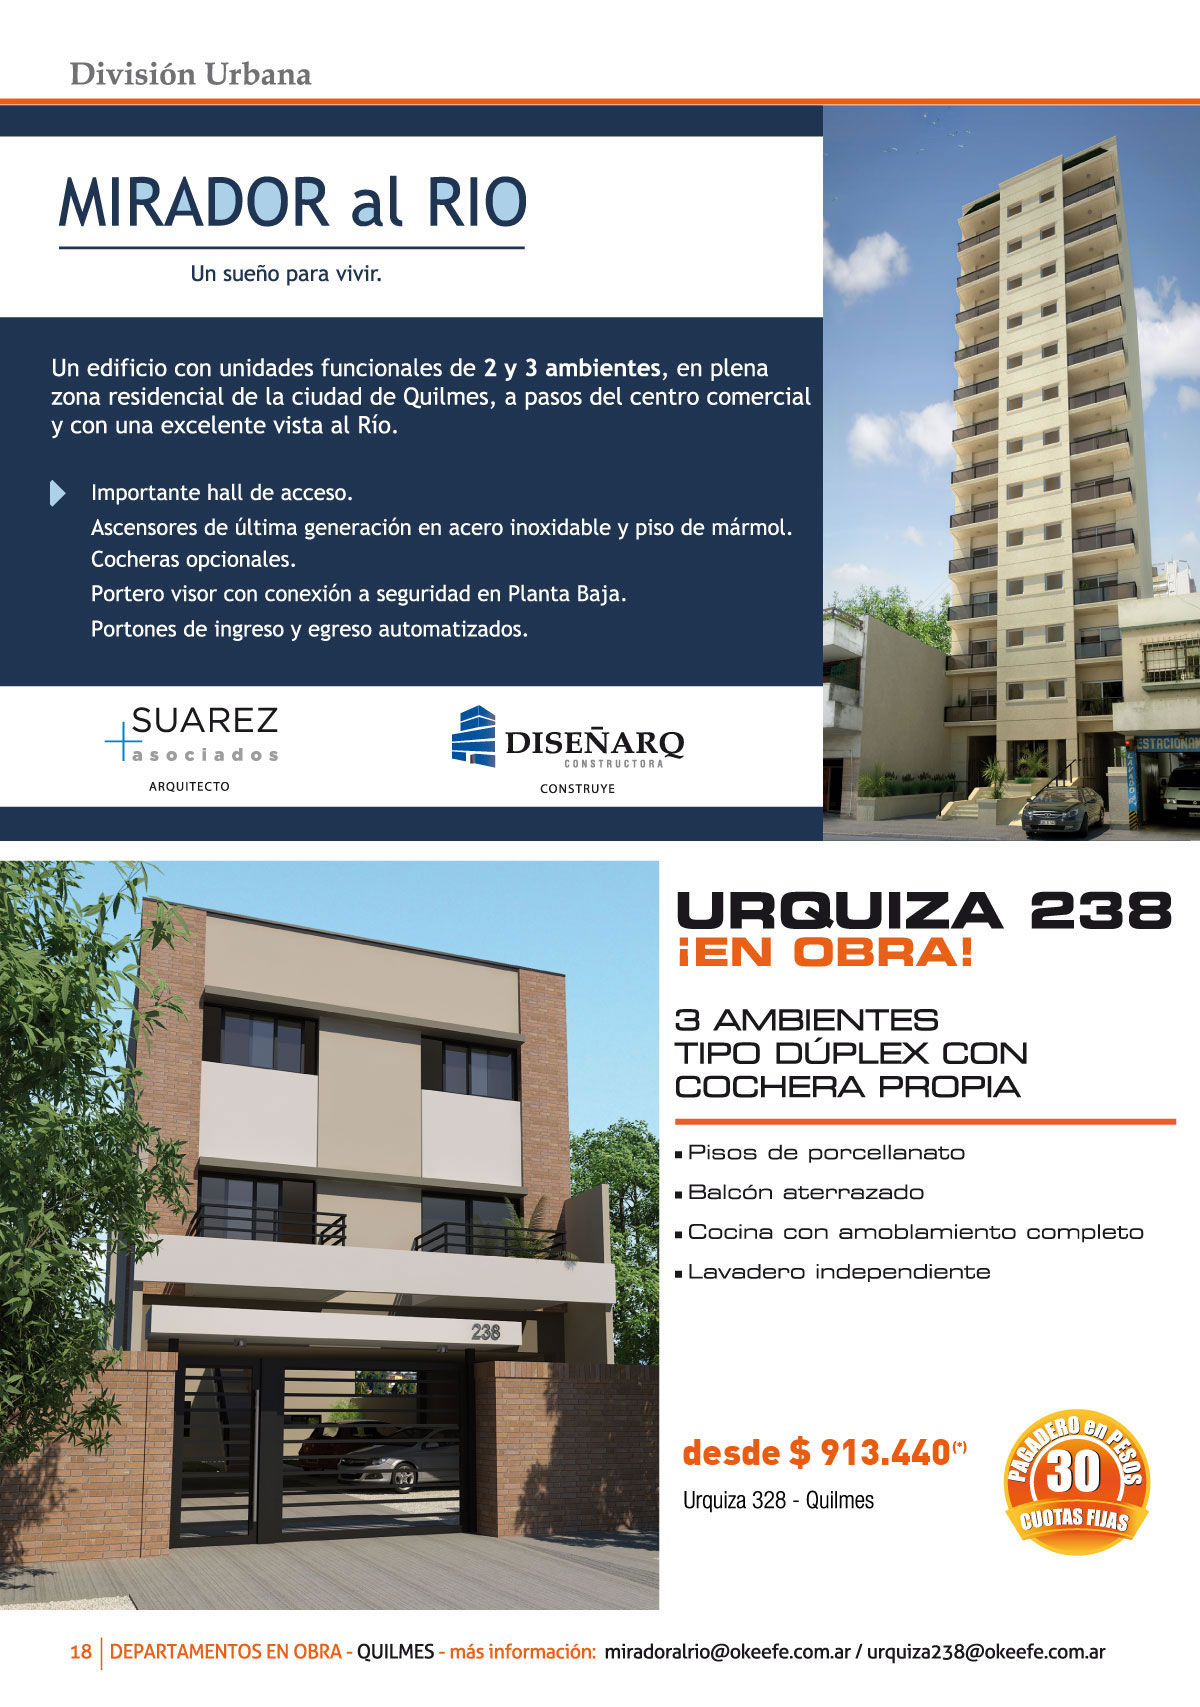 División Urbana
MIRADOR al RIO
Un sueño para vivir.
Un edificio con unidades funcionales de 2 y 3 ambientes, en plena
zona residencial de la ciudad de Quilmes, a pasos del centro comercial
y con una excelente vista al Río.
Importante hall de acceso.
Ascensores de última generación en acero inoxidable y piso de mármol.
Cocheras opcionales.
Portero visor con conexión a seguridad en Planta Baja.
Portones de ingreso y egreso automatizados.
SUAREZ
asociados
ARQUITECTO
DISEÑARQ
CONSTRUCTORA
CONSTRUYE
ESTACIONAM
LAVADO
URQUIZA 238
¡EN OBRA!
3 AMBIENTES
TIPO DÚPLEX CON
COCHERA PROPIA
Pisos de porcellanato
Balcón aterrazado
Cocina con amoblamiento completo
Lavadero independiente
238
desde $ 913.440(*)
Urquiza 328 - Quilmes
PAGADERO en PESOS
30
CUOTAS FIJAS
18 | DEPARTAMENTOS EN OBRA - QUILMES - más información: miradoralrio@okeefe.com.ar / urquiza238@okeefe.com.ar